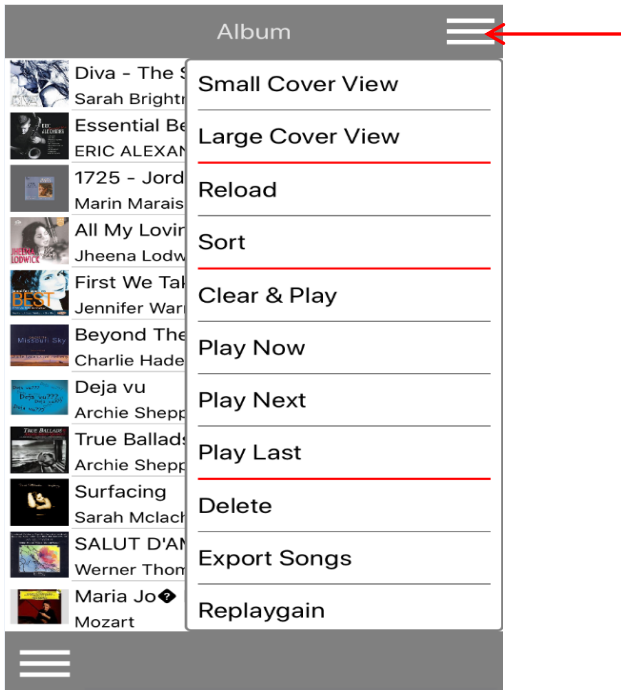 Album
Diva - The S
Sarah Brightn
Essential Be
ERIC ALEXAN
1725 - Jord
Marin Marais
All My Lovin
Jheena Lodw
First We Tak
Jennifer War
Beyond The
Charlie Hade
Deja vu
Archie Shepp
True Ballads
Archie Shepp
Surfacing
Sarah Mclach
SALUT D'AM
Werner Thom
Maria Jo�
Mozart
Small Cover View
Large Cover View
Reload
Sort
Clear & Play
Play Now
Play Next
Play Last
Delete
Export Songs
Replaygain